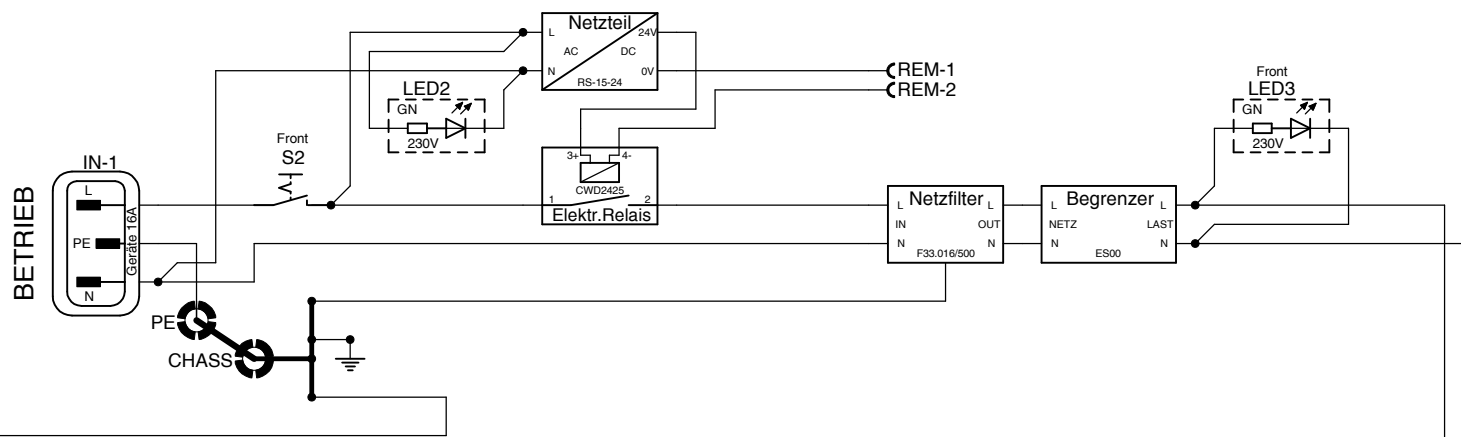 Netzteil
L
24V
AC
DC
N
0V
RS-15-24
REM-1
REM-2
LED2
GN
230V
Front
LED3
GN
230V
Front
S2
3+
4-
CWD2425
1
2
Elektr.Relais
BETRIEB
IN-1
L
PE
N
Geräte 16A
Netzfilter
L
L
IN
OUT
N
N
F33.016/500
Begrenzer
L
L
NETZ
LAST
N
N
ES00
PE
CHASS